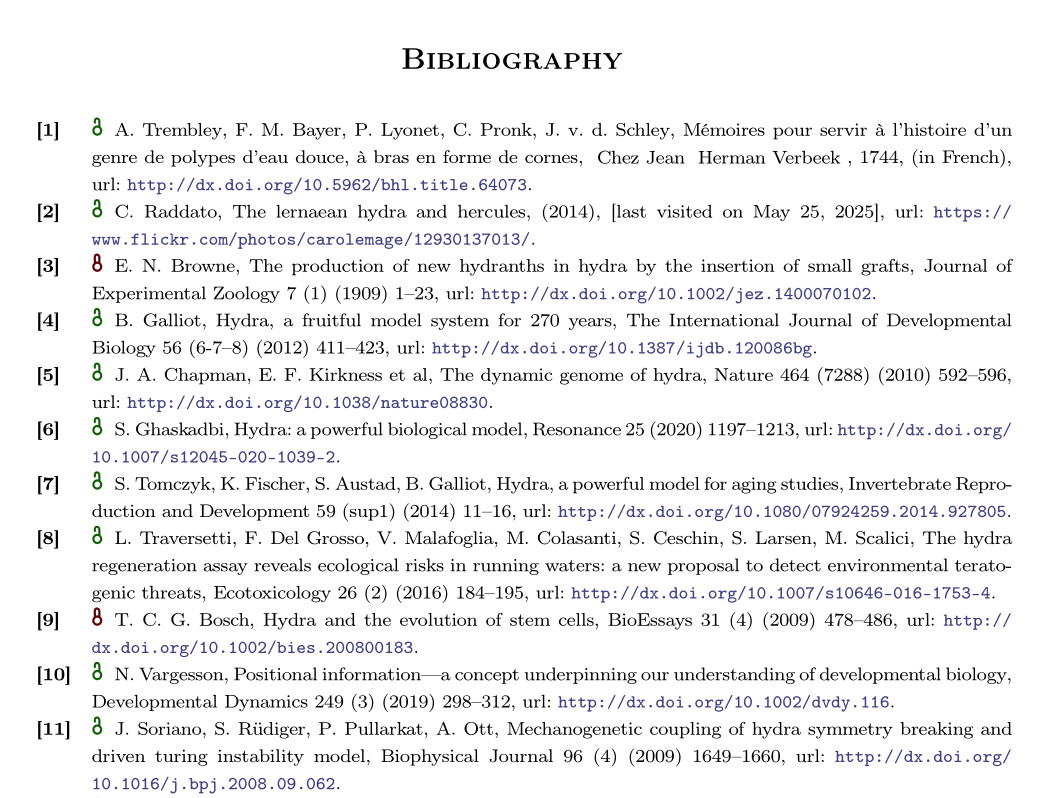 BIBLIOGRAPHY
[1] A. Trembley, F. M. Bayer, P. Lyonet, C. Pronk, J. v. d. Schley, Mémoires pour servir à l'histoire d'un
genre de polypes d'eau douce, à bras en forme de cornes, Chez Jean Herman Verbeek , 1744, (in French),
url: http://dx.doi.org/10.5962/bhl.title.64073.
[2] C. Raddato, The lernaean hydra and hercules, (2014), [last visited on May 25, 2025], url: https://
www.flickr.com/photos/carolemage/12930137013/.
[3] E. N. Browne, The production of new hydranths in hydra by the insertion of small grafts, Journal of
Experimental Zoology 7 (1) (1909) 1–23, url: http://dx.doi.org/10.1002/jez.1400070102.
[4] B. Galliot, Hydra, a fruitful model system for 270 years, The International Journal of Developmental
Biology 56 (6-7–8) (2012) 411–423, url: http://dx.doi.org/10.1387/ijdb.120086bg.
[5] J. A. Chapman, E. F. Kirkness et al, The dynamic genome of hydra, Nature 464 (7288) (2010) 592–596,
url: http://dx.doi.org/10.1038/nature08830.
[6] S. Ghaskadbi, Hydra: a powerful biological model, Resonance 25 (2020) 1197–1213, url: http://dx.doi.org/
10.1007/s12045-020-1039-2.
[7] S. Tomczyk, K. Fischer, S. Austad, B. Galliot, Hydra, a powerful model for aging studies, Invertebrate Repro-
duction and Development 59 (sup1) (2014) 11–16, url: http://dx.doi.org/10.1080/07924259.2014.927805.
[8] L. Traversetti, F. Del Grosso, V. Malafoglia, M. Colasanti, S. Ceschin, S. Larsen, M. Scalici, The hydra
regeneration assay reveals ecological risks in running waters: a new proposal to detect environmental terato-
genic threats, Ecotoxicology 26 (2) (2016) 184–195, url: http://dx.doi.org/10.1007/s10646-016-1753-4.
[9] T. C. G. Bosch, Hydra and the evolution of stem cells, BioEssays 31 (4) (2009) 478–486, url: http://
dx.doi.org/10.1002/bies.200800183.
[10] N. Vargesson, Positional information—a concept underpinning our understanding of developmental biology,
Developmental Dynamics 249 (3) (2019) 298–312, url: http://dx.doi.org/10.1002/dvdy.116.
[11] J. Soriano, S. Rüdiger, P. Pullarkat, A. Ott, Mechanogenetic coupling of hydra symmetry breaking and
driven turing instability model, Biophysical Journal 96 (4) (2009) 1649–1660, url: http://dx.doi.org/
10.1016/j.bpj.2008.09.062.